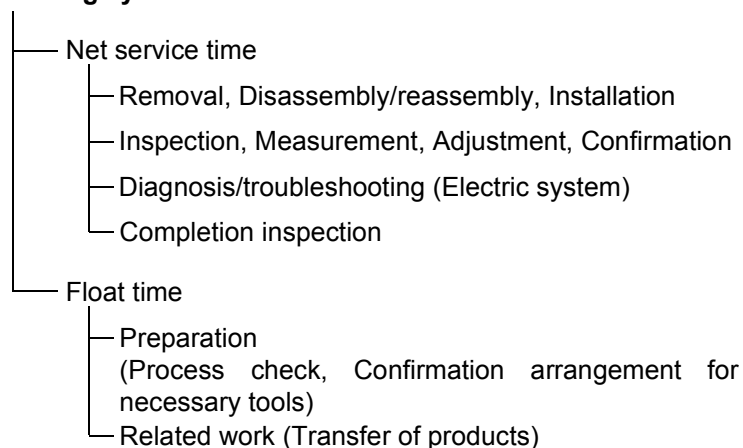 Net service time
Removal, Disassembly/reassembly, Installation
Inspection, Measurement, Adjustment, Confirmation
Diagnosis/troubleshooting (Electric system)
Completion inspection
Float time
Preparation
(Process check, Confirmation arrangement for
necessary tools)
Related work (Transfer of products)